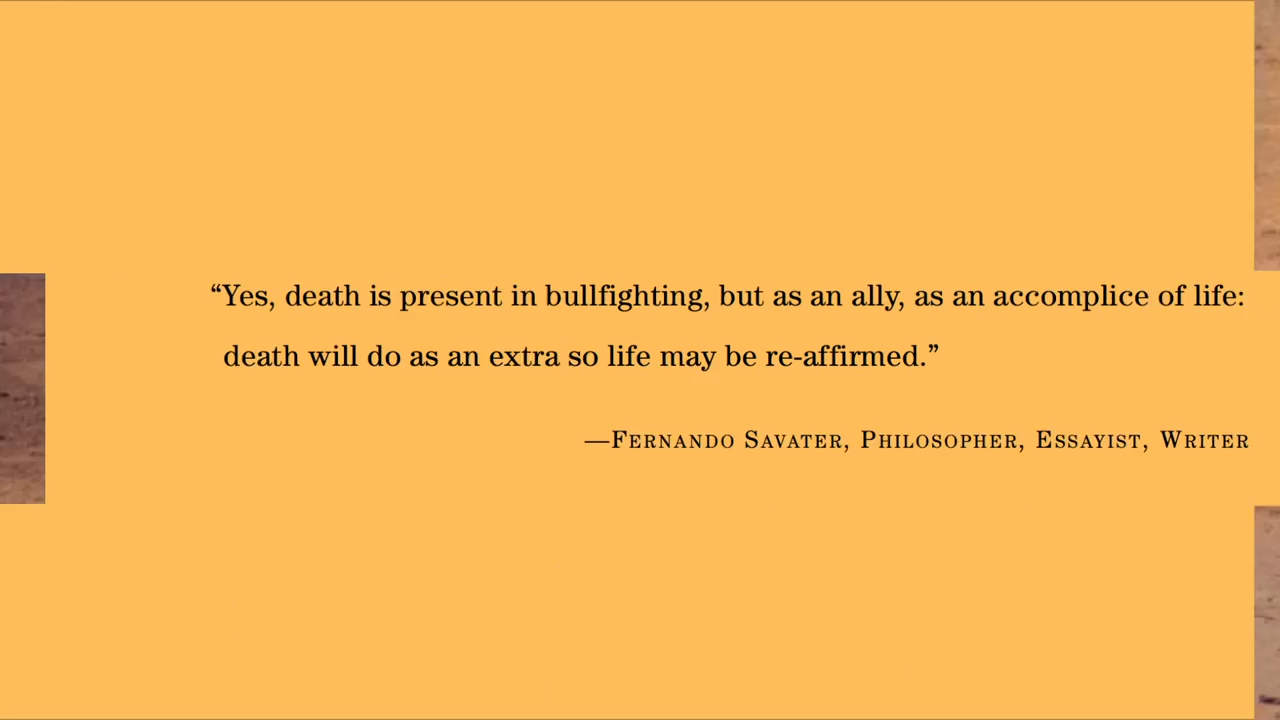 “Yes, death is present in bullfighting, but as an ally, as an accomplice of life:
death will do as an extra so life may be re-affirmed.”
—Fernando Savater, Philosopher, Essayist, Writer